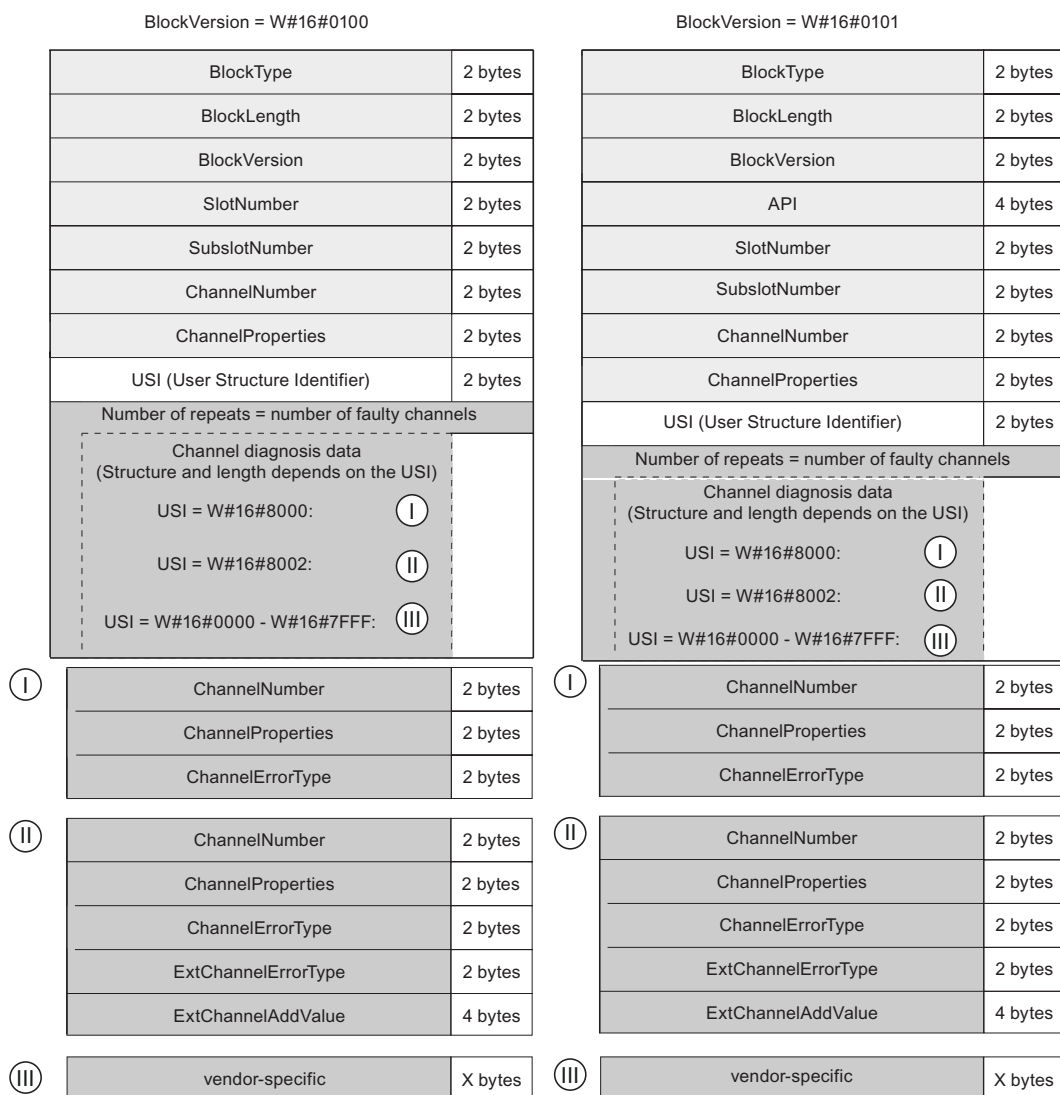 BlockVersion = W#16#0100
BlockType 2 bytes
BlockLength 2 bytes
BlockVersion 2 bytes
SlotNumber 2 bytes
SubslotNumber 2 bytes
ChannelNumber 2 bytes
ChannelProperties 2 bytes
USI (User Structure Identifier) 2 bytes
Number of repeats = number of faulty channels
Channel diagnosis data
(Structure and length depends on the USI)
USI = W#16#8000: I
USI = W#16#8002: II
USI = W#16#0000 - W#16#7FFF: III
I
ChannelNumber 2 bytes
ChannelProperties 2 bytes
ChannelErrorType 2 bytes
II
ChannelNumber 2 bytes
ChannelProperties 2 bytes
ChannelErrorType 2 bytes
ExtChannelErrorType 2 bytes
ExtChannelAddValue 4 bytes
III
vendor-specific X bytes
BlockVersion = W#16#0101
BlockType 2 bytes
BlockLength 2 bytes
BlockVersion 2 bytes
API 4 bytes
SlotNumber 2 bytes
SubslotNumber 2 bytes
ChannelNumber 2 bytes
ChannelProperties 2 bytes
USI (User Structure Identifier) 2 bytes
Number of repeats = number of faulty channels
Channel diagnosis data
(Structure and length depends on the USI)
USI = W#16#8000: I
USI = W#16#8002: II
USI = W#16#0000 - W#16#7FFF: III
I
ChannelNumber 2 bytes
ChannelProperties 2 bytes
ChannelErrorType 2 bytes
II
ChannelNumber 2 bytes
ChannelProperties 2 bytes
ChannelErrorType 2 bytes
ExtChannelErrorType 2 bytes
ExtChannelAddValue 4 bytes
III
vendor-specific X bytes